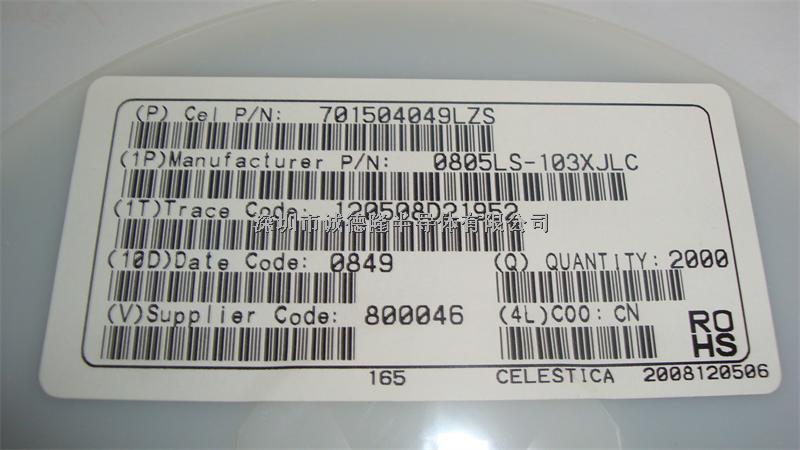 (P) Cel P/N: 701504049LZS
(1P)Manufacturer P/N: 0805LS-103XJLC
(1T)Trace Code: 120508D21952
深圳市诚德隆半导体有限公司
(10D)Date Code: 0849 (Q) QUANTITY: 2000
(V)Supplier Code: 800046 (4L)COO: CN
RO
HS
165 CELESTICA 2008120506